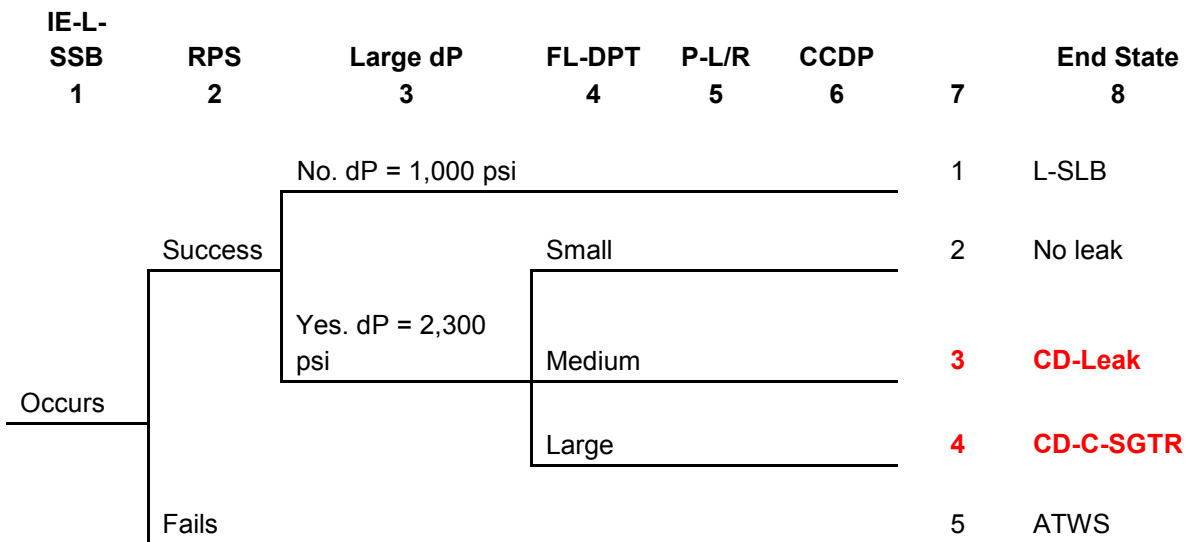 IE-L-
SSB RPS Large dP FL-DPT P-L/R CCDP End State
1 2 3 4 5 6 7 8
No. dP = 1,000 psi 1 L-SLB
Success Small 2 No leak
Yes. dP = 2,300
psi Medium 3 CD-Leak
Occurs
Large 4 CD-C-SGTR
Fails 5 ATWS